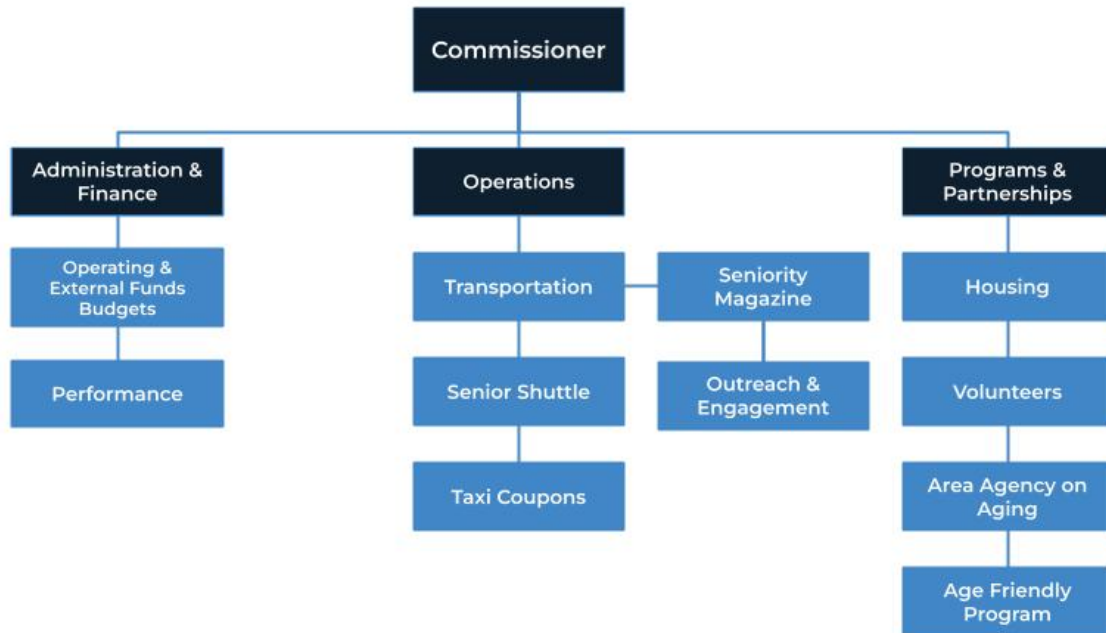 Commissioner
Administration &
Finance
Operations
Programs &
Partnerships
Operating &
External Funds
Budgets
Transportation
Seniority
Magazine
Housing
Performance
Senior Shuttle
Outreach &
Engagement
Volunteers
Taxi Coupons
Area Agency on
Aging
Age Friendly
Program